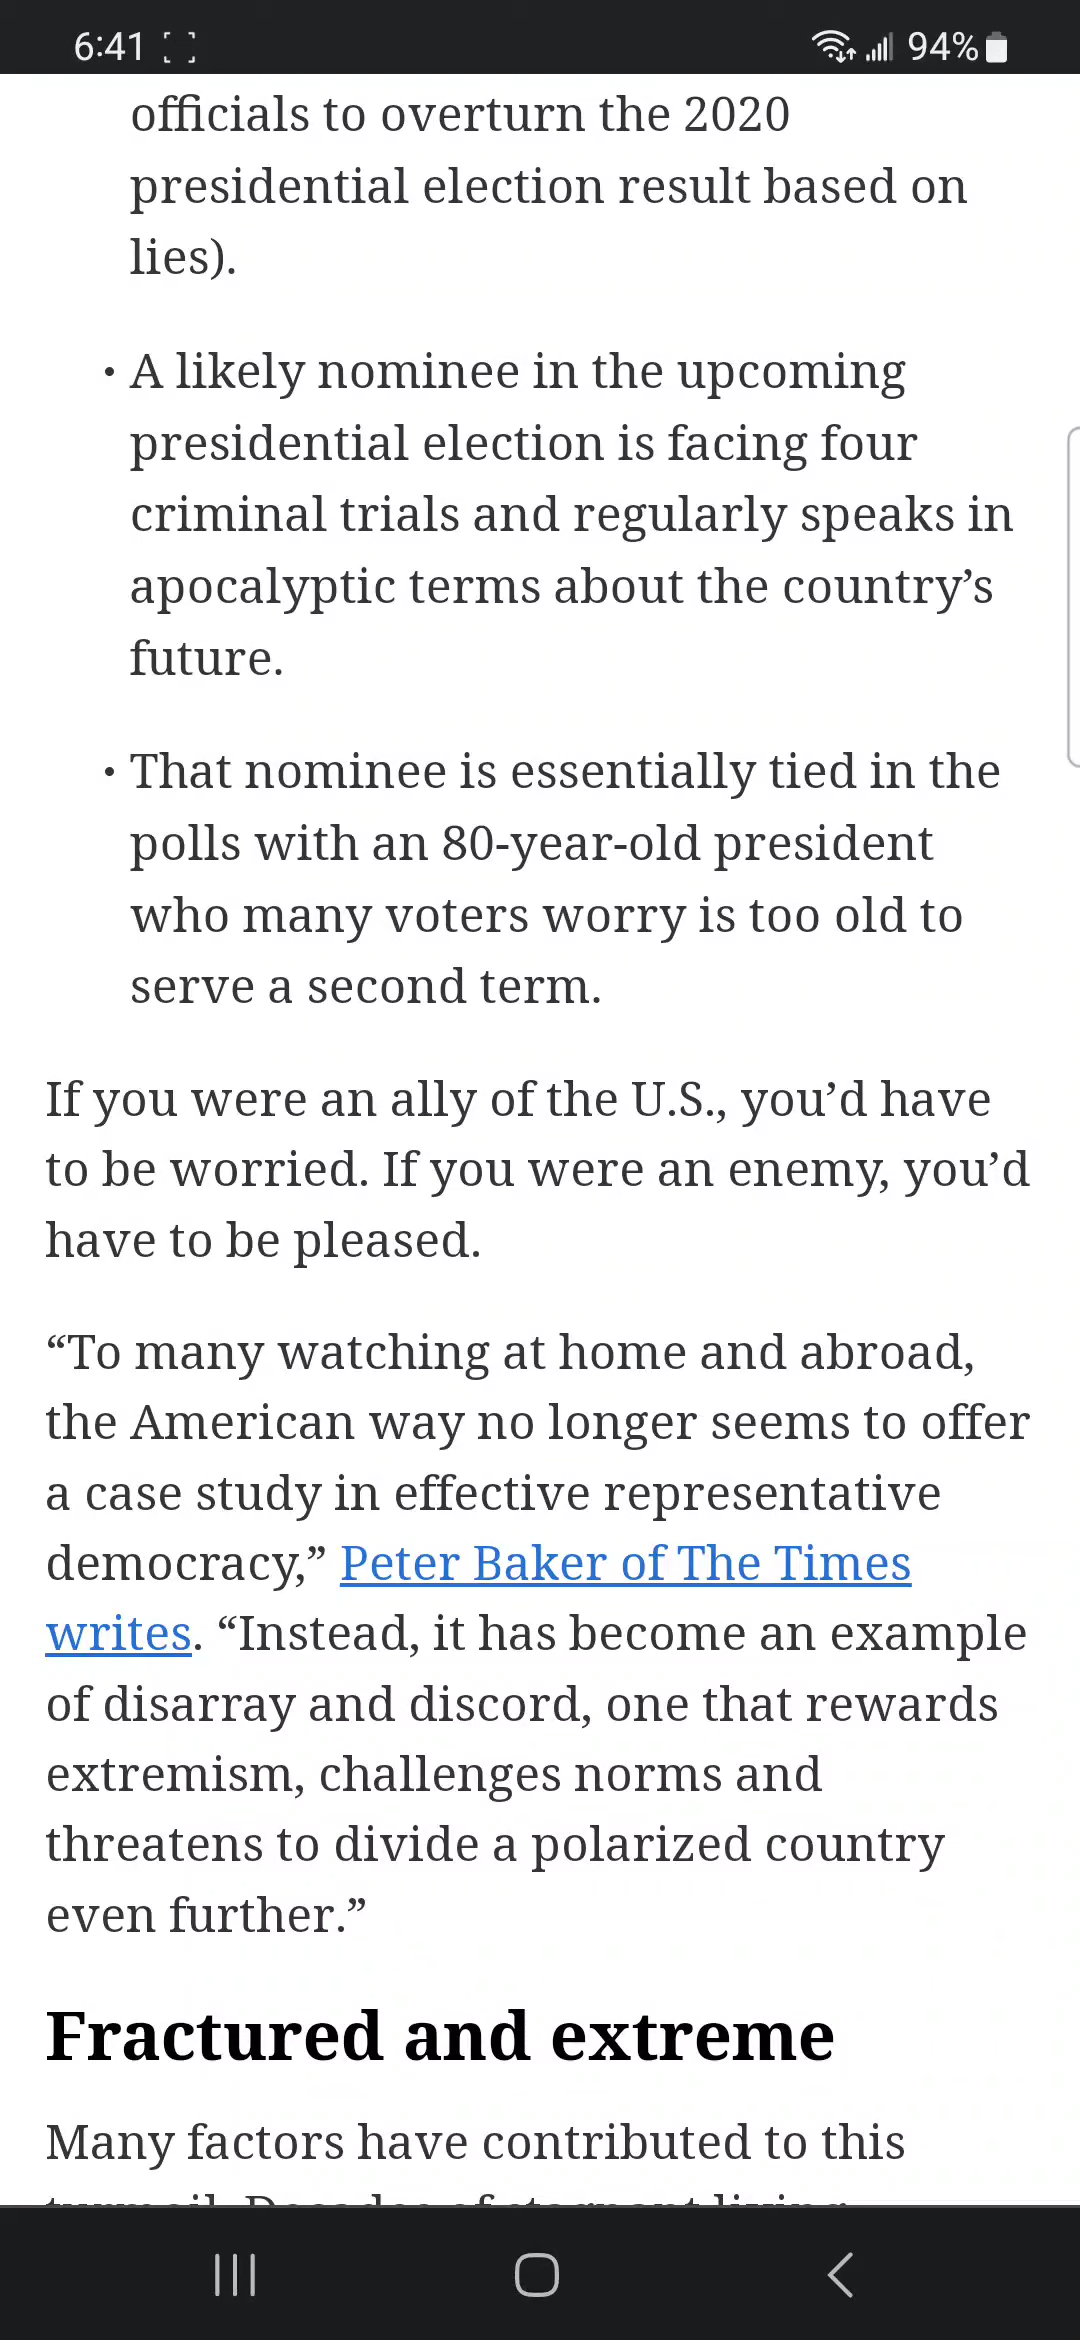 6:41
94%
officials to overturn the 2020
presidential election result based on
lies).
• A likely nominee in the upcoming
presidential election is facing four
criminal trials and regularly speaks in
apocalyptic terms about the country’s
future.
• That nominee is essentially tied in the
polls with an 80-year-old president
who many voters worry is too old to
serve a second term.
If you were an ally of the U.S., you’d have
to be worried. If you were an enemy, you’d
have to be pleased.
“To many watching at home and abroad,
the American way no longer seems to offer
a case study in effective representative
democracy,” Peter Baker of The Times
writes. “Instead, it has become an example
of disarray and discord, one that rewards
extremism, challenges norms and
threatens to divide a polarized country
even further.”
Fractured and extreme
Many factors have contributed to this